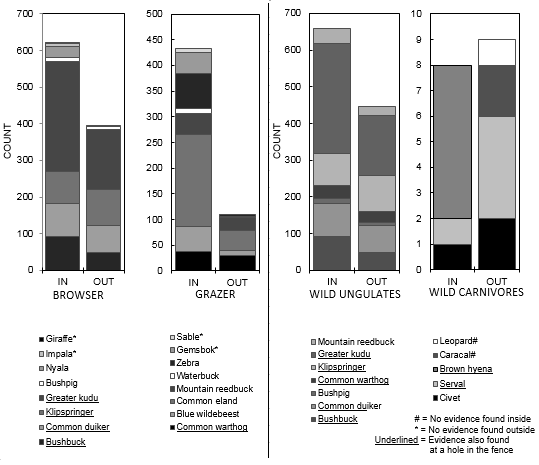 700
600
500
400
300
200
100
0
COUNT
IN OUT
BROWSER
500
450
400
350
300
250
200
150
100
50
0
IN OUT
GRAZER
700
600
500
400
300
200
100
0
COUNT
IN OUT
WILD UNGULATES
10
9
8
7
6
5
4
3
2
1
0
IN OUT
WILD CARNIVORES
Giraffe*
Impala*
Nyala
Bushpig
Greater kudu
Klipspringer
Common duiker
Bushbuck
Sable*
Gemsbok*
Zebra
Waterbuck
Mountain reedbuck
Common eland
Blue wildebeest
Common warthog
Mountain reedbuck
Greater kudu
Klipspringer
Common warthog
Bushpig
Common duiker
Bushbuck
Leopard#
Caracal#
Brown hyena
Serval
Civet
# = No evidence found inside
* = No evidence found outside
Underlined = Evidence also found
at a hole in the fence